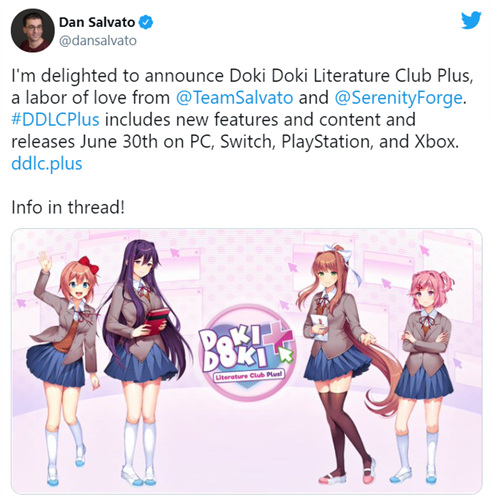 Dan Salvato
@dansalvato
I'm delighted to announce Doki Doki Literature Club Plus,
a labor of love from @TeamSalvato and @SerenityForge.
#DDLCPlus includes new features and content and
releases June 30th on PC, Switch, PlayStation, and Xbox.
ddlc.plus
Info in thread!
DOKI
DOKI
Literature Club Plus!